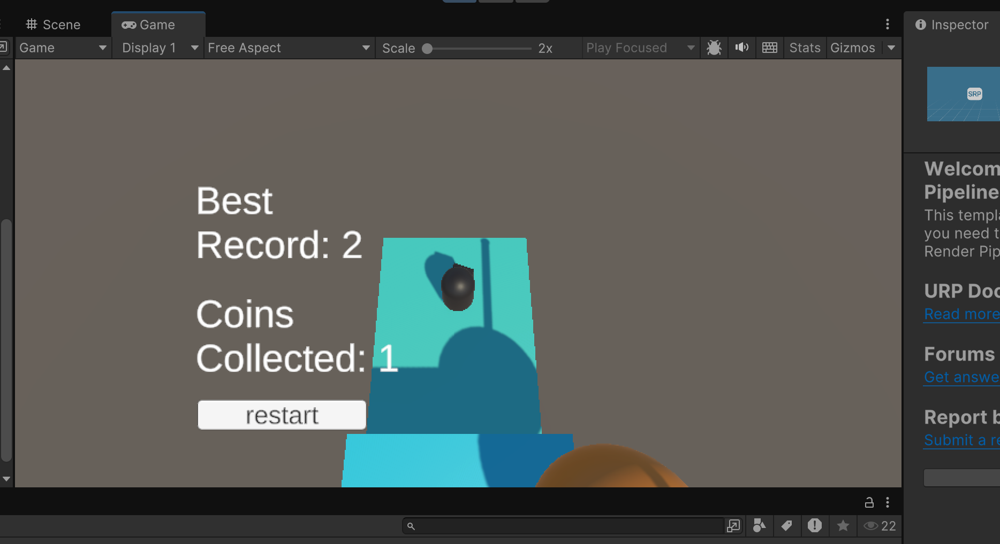 Scene
Game
Inspector
Game
Display 1
Free Aspect
Scale
2x
Play Focused
Stats
Gizmos
SRP
Best
Record: 2
Coins
Collected: 1
restart
Welcom
Pipeline
This templa
you need t
Render Pip
URP Doc
Read more
Forums
Get answe
Report b
Submit a re
22